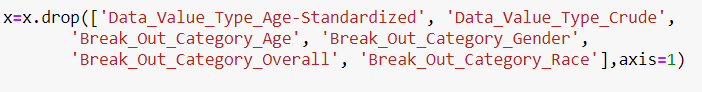 x=x.drop(['Data_Value_Type_Age-Standardized', 'Data_Value_Type_Crude',
'Break_Out_Category_Age', 'Break_Out_Category_Gender',
'Break_Out_Category_Overall', 'Break_Out_Category_Race'],axis=1)